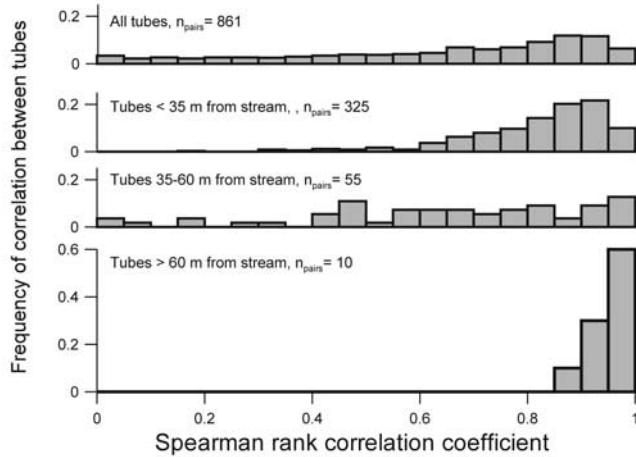 0.2
All tubes, npairs= 861
0
0.2
Tubes < 35 m from stream, , npairs= 325
0
0.2
Tubes 35-60 m from stream, npairs= 55
0
0.6
Tubes > 60 m from stream, npairs= 10
0.4
0.2
0
0 0.2 0.4 0.6 0.8 1
Spearman rank correlation coefficient
Frequency of correlation between tubes